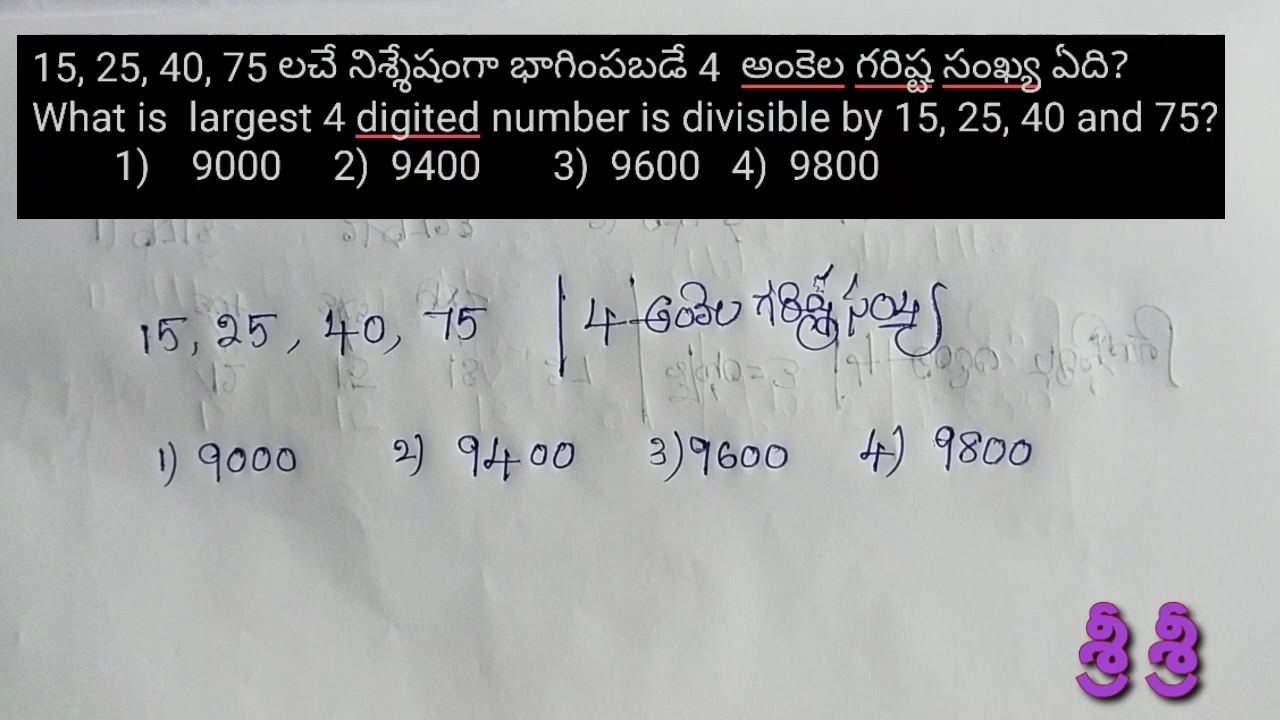 15, 25, 40, 75 లచే నిశ్శేషంగా భాగింపబడే 4 అంకెల గరిష్ట సంఖ్య ఏది?
What is largest 4 digited number is divisible by 15, 25, 40 and 75?
1) 9000 2) 9400 3) 9600 4) 9800
15, 25, 40, 75 | 4 అంకెల గరిష్ట సంఖ్య
1) 9000 2) 9400 3) 9600 4) 9800
శ్రీ శ్రీ